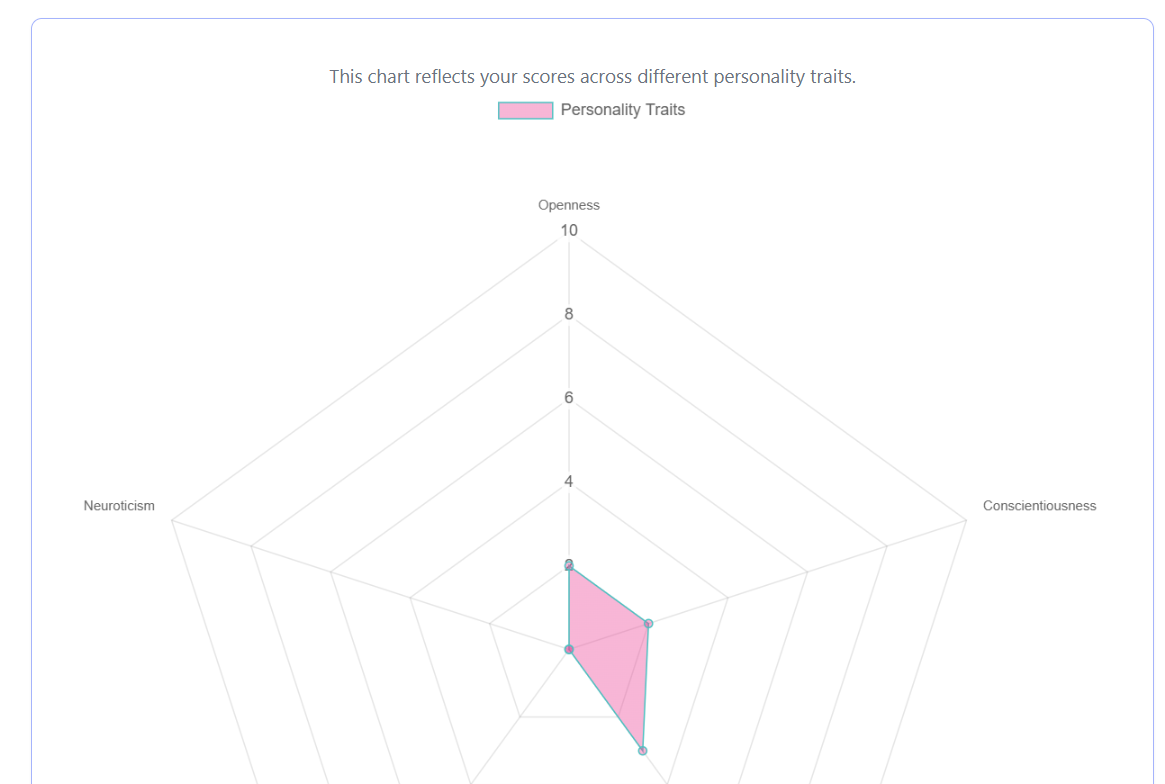 This chart reflects your scores across different personality traits.
Personality Traits
Openness
10
8
6
4
2
Neuroticism
Conscientiousness